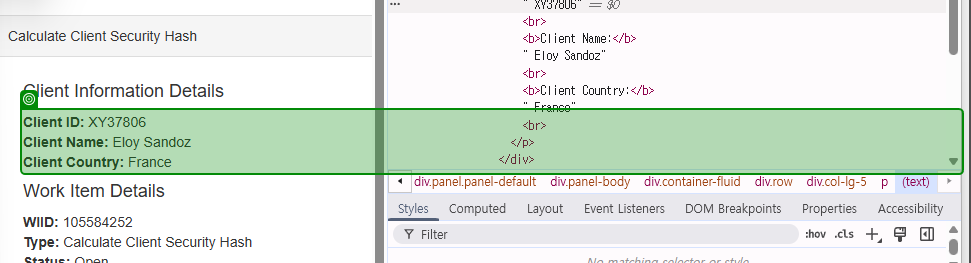 Calculate Client Security Hash
Client Information Details
Client ID: XY37806
Client Name: Eloy Sandoz
Client Country: France
Work Item Details
WIID: 105584252
Type: Calculate Client Security Hash
Status: Open
... " XY37806" == $0
<br>
<b>Client Name:</b>
" Eloy Sandoz"
<br>
<b>Client Country:</b>
" France"
<br>
</p>
</div>
div.panel.panel-default div.panel-body div.container-fluid div.row div.col-lg-5 p (text)
Styles Computed Layout Event Listeners DOM Breakpoints Properties Accessibility
Filter :hov .cls
No matching selector or style